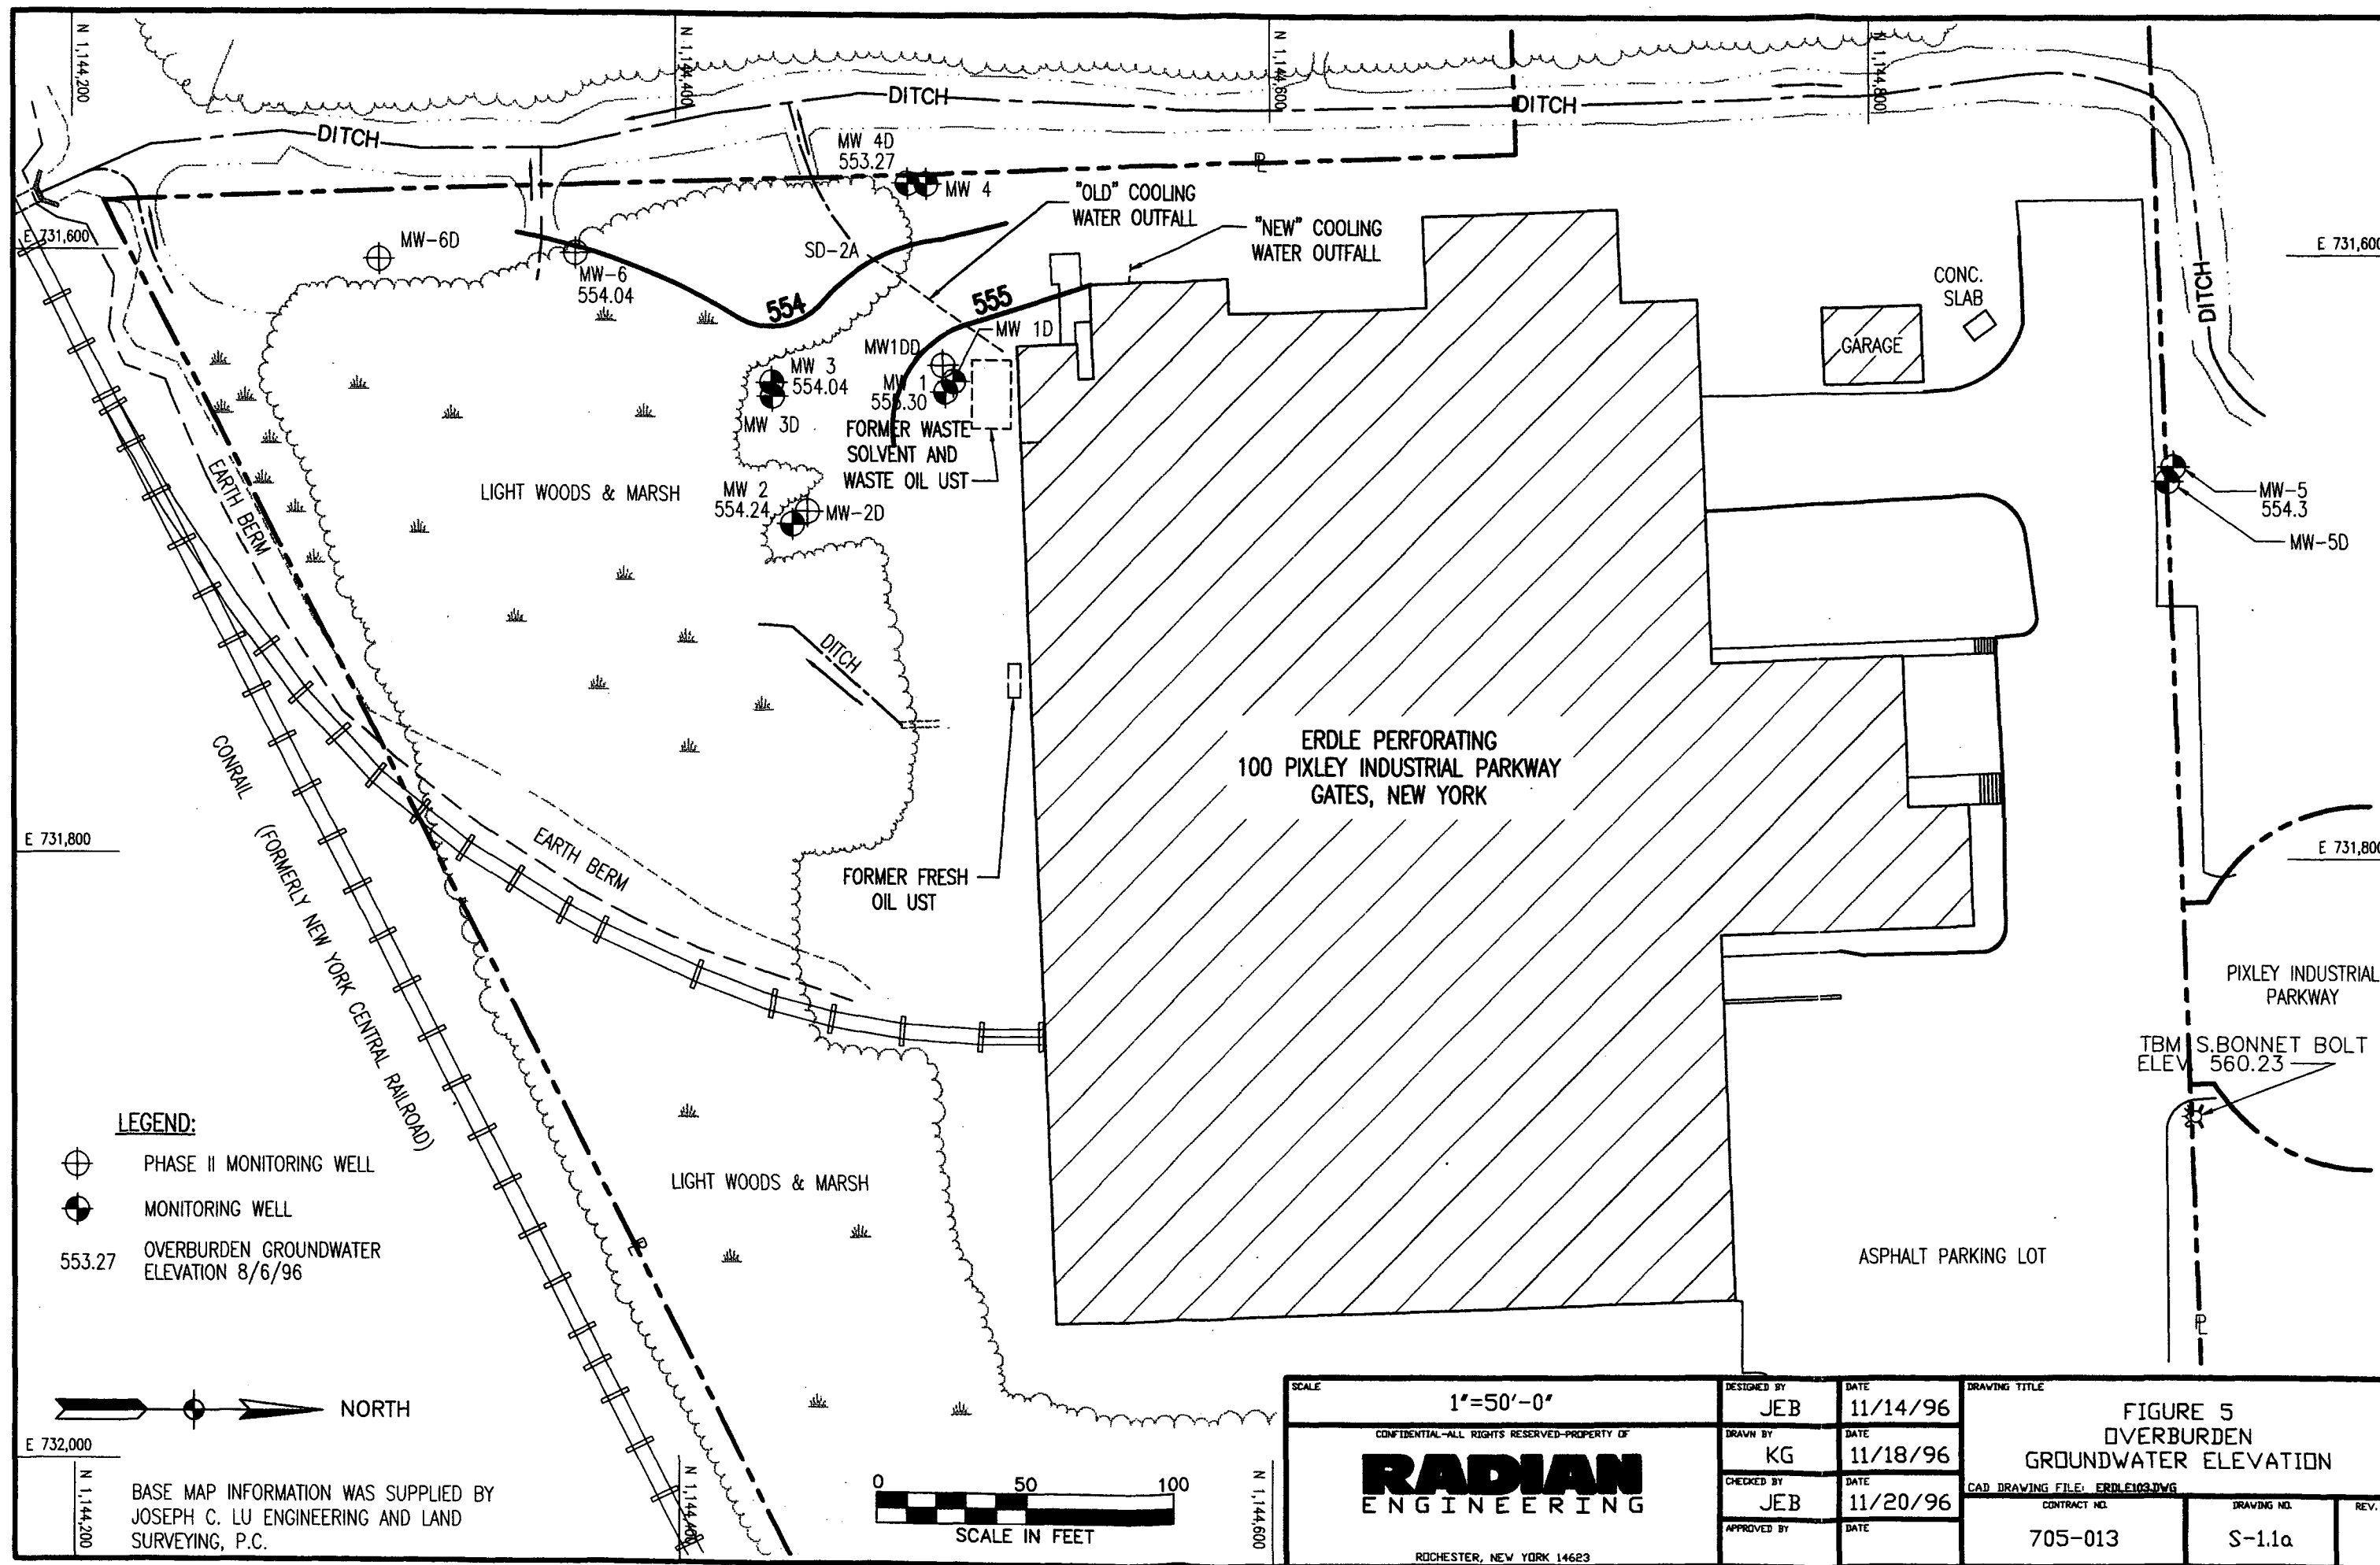 N 1,144,200
N 1,144,400
N 1,144,600
N 1,144,800
DITCH
DITCH
DITCH
DITCH
MW 4D
553.27
MW 4
"OLD" COOLING
WATER OUTFALL
"NEW" COOLING
WATER OUTFALL
PL
E 731,600
E 731,600
MW-6D
MW-6
554.04
SD-2A
554
555
MW 1D
MW1DD
MW 3
554.04
MW 3D
MW 1
555.30
FORMER WASTE
SOLVENT AND
WASTE OIL UST
CONC.
SLAB
GARAGE
MW-5
554.3
MW-5D
EARTH BERM
LIGHT WOODS & MARSH
MW 2
554.24
MW-2D
DITCH
CONRAIL
(FORMERLY NEW YORK CENTRAL RAILROAD)
ERDLE PERFORATING
100 PIXLEY INDUSTRIAL PARKWAY
GATES, NEW YORK
E 731,800
E 731,800
EARTH BERM
FORMER FRESH
OIL UST
PIXLEY INDUSTRIAL
PARKWAY
TBM S.BONNET BOLT
ELEV. 560.23
LEGEND:
PHASE II MONITORING WELL
MONITORING WELL
553.27
OVERBURDEN GROUNDWATER
ELEVATION 8/6/96
LIGHT WOODS & MARSH
PL
ASPHALT PARKING LOT
PL
NORTH
E 732,000
N 1,144,200
N 1,144,400
N 1,144,600
BASE MAP INFORMATION WAS SUPPLIED BY
JOSEPH C. LU ENGINEERING AND LAND
SURVEYING, P.C.
0 50 100
SCALE IN FEET
SCALE
1"=50'-0"
CONFIDENTIAL-ALL RIGHTS RESERVED-PROPERTY OF
RADIAN
ENGINEERING
ROCHESTER, NEW YORK 14623
DESIGNED BY
JEB
DATE
11/14/96
DRAWN BY
KG
DATE
11/18/96
CHECKED BY
JEB
DATE
11/20/96
APPROVED BY
DATE
DRAWING TITLE
FIGURE 5
OVERBURDEN
GROUNDWATER ELEVATION
CAD DRAWING FILE: ERDLE103.DWG
CONTRACT NO.
705-013
DRAWING NO.
S-1.1a
REV.